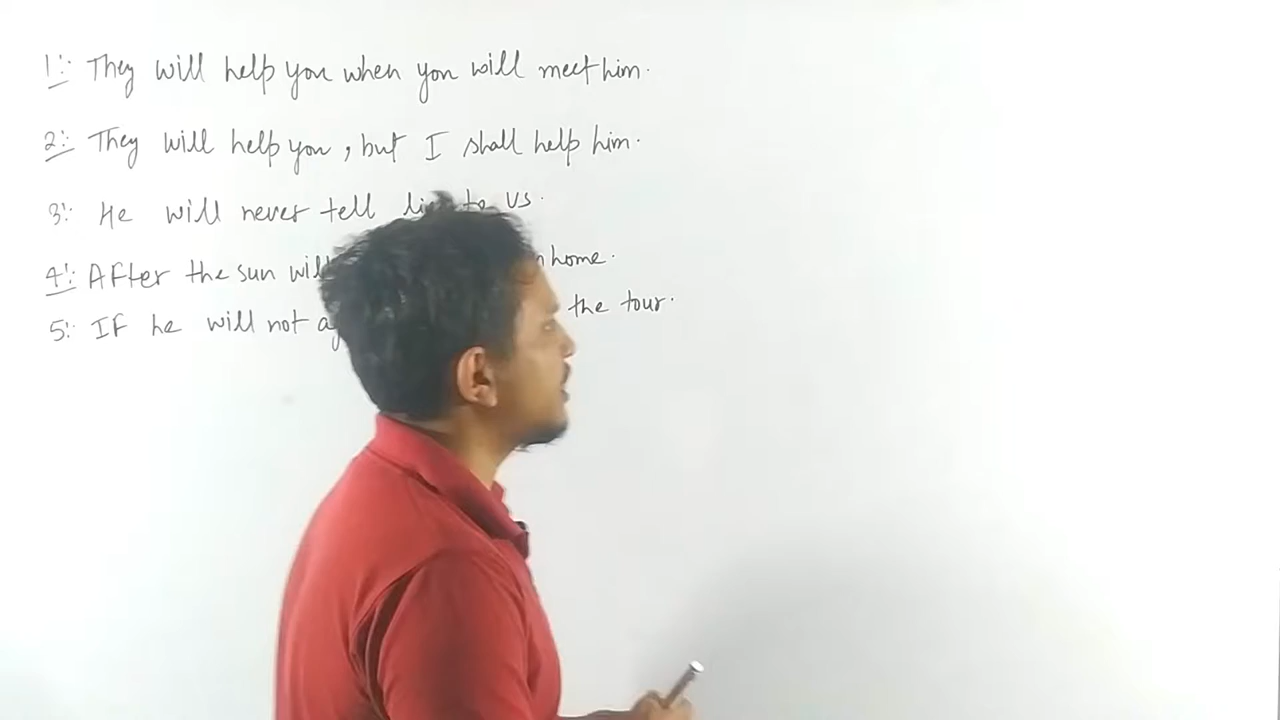 1:- They will help you when you will meet him.
2:- They will help you, but I shall help him.
3:- He will never tell to us.
4:- After the sun will home.
5:- If he will not the tour.